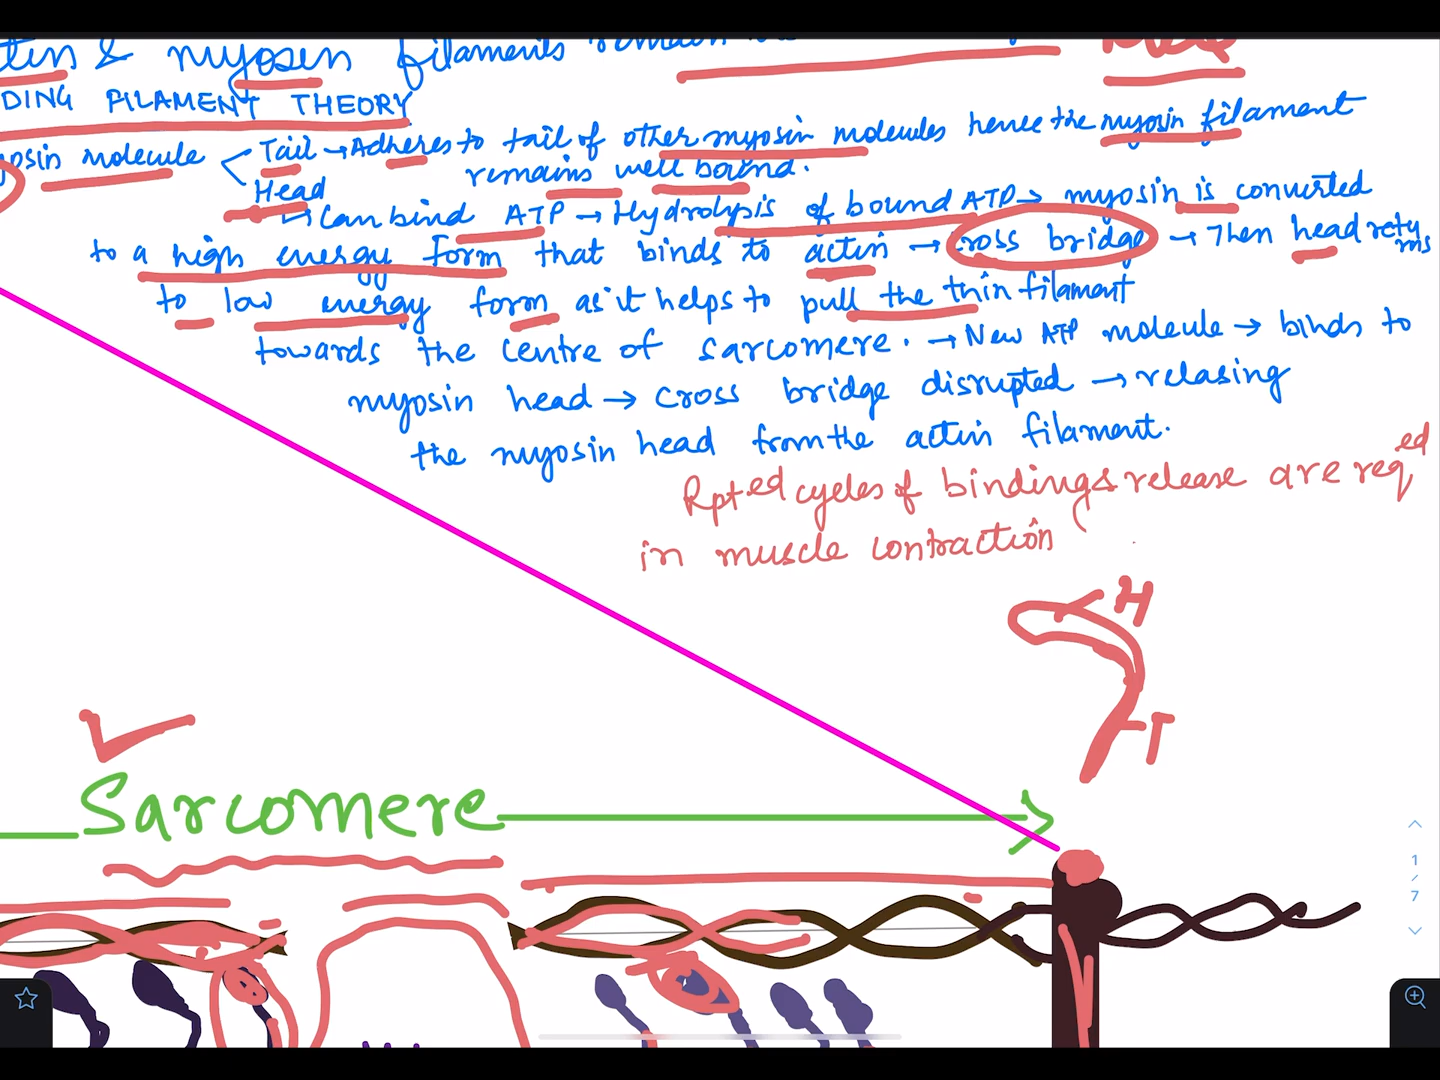 tin & myosin filaments remain
DING FILAMENT THEORY
osin molecule Tail → Adheres to tail of other myosin molecules hence the myosin filament
remains well bound.
Head
↳ Can bind ATP → Hydrolysis of bound ATP → myosin is converted
to a high energy form that binds to actin → cross bridge → Then head returns
to low energy form as it helps to pull the thin filament
towards the centre of sarcomere. → New ATP molecule → binds to
myosin head → cross bridge disrupted → relasing
the myosin head from the actin filament.
Rpted cycles of binding & release are reqed
in muscle contraction
H
T
Sarcomere
1
/
7